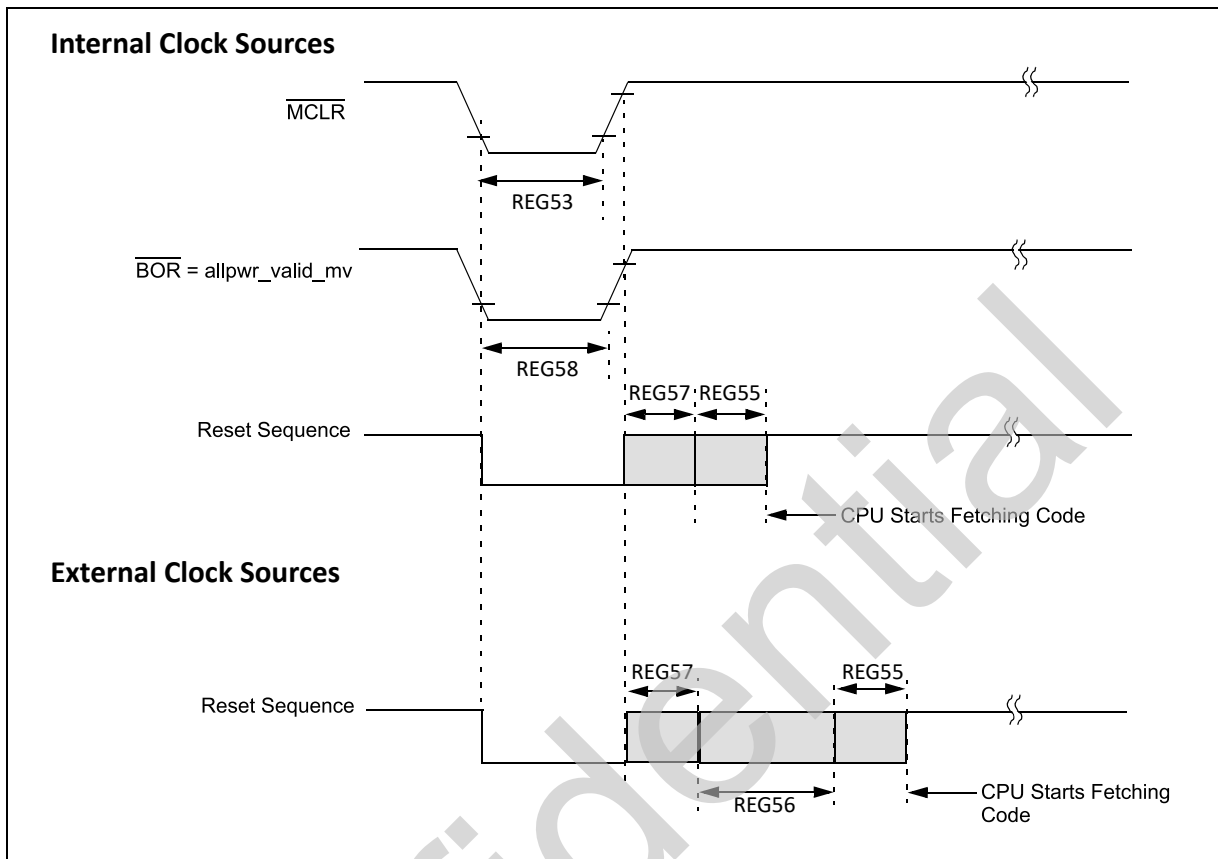 Internal Clock Sources
MCLR
REG53
BOR = allpwr_valid_mv
REG58
REG57 REG55
Reset Sequence
CPU Starts Fetching Code
External Clock Sources
REG57 REG55
Reset Sequence
REG56
CPU Starts Fetching
Code
fidential